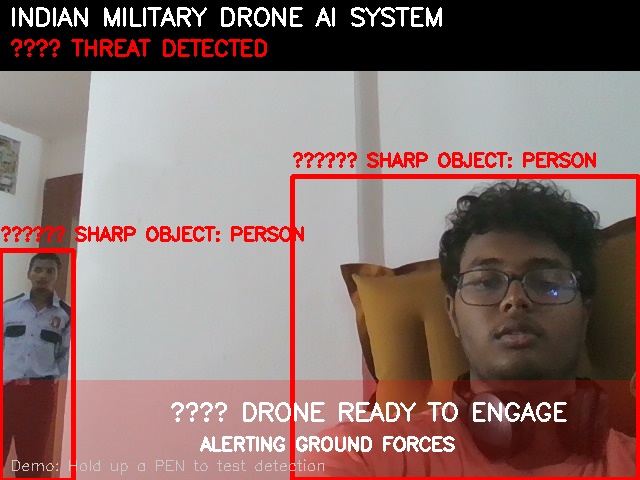 INDIAN MILITARY DRONE AI SYSTEM
???? THREAT DETECTED
?????? SHARP OBJECT: PERSON
?????? SHARP OBJECT: PERSON
???? DRONE READY TO ENGAGE
ALERTING GROUND FORCES
Demo: Hold up a PEN to test detection